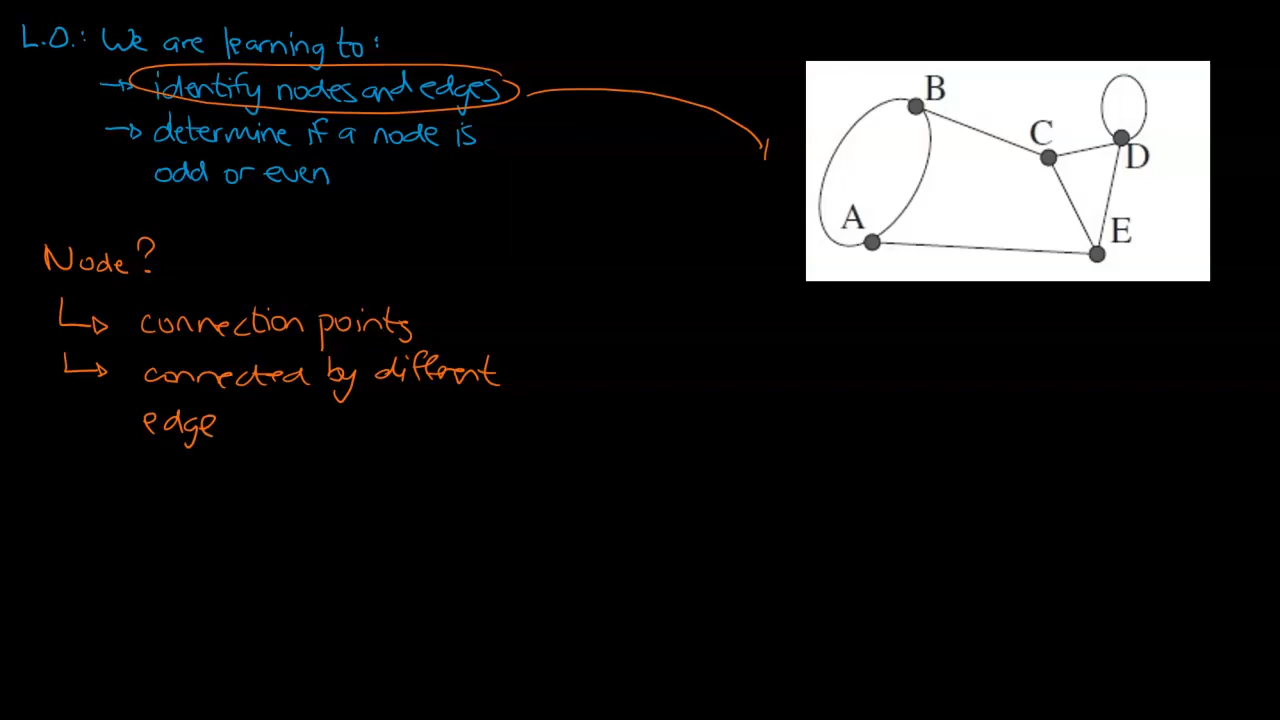 L.O.: We are learning to:
→ identify nodes and edges
→ determine if a node is
odd or even
B
C
D
A
E
Node?
↳ connection points
↳ connected by different
edge